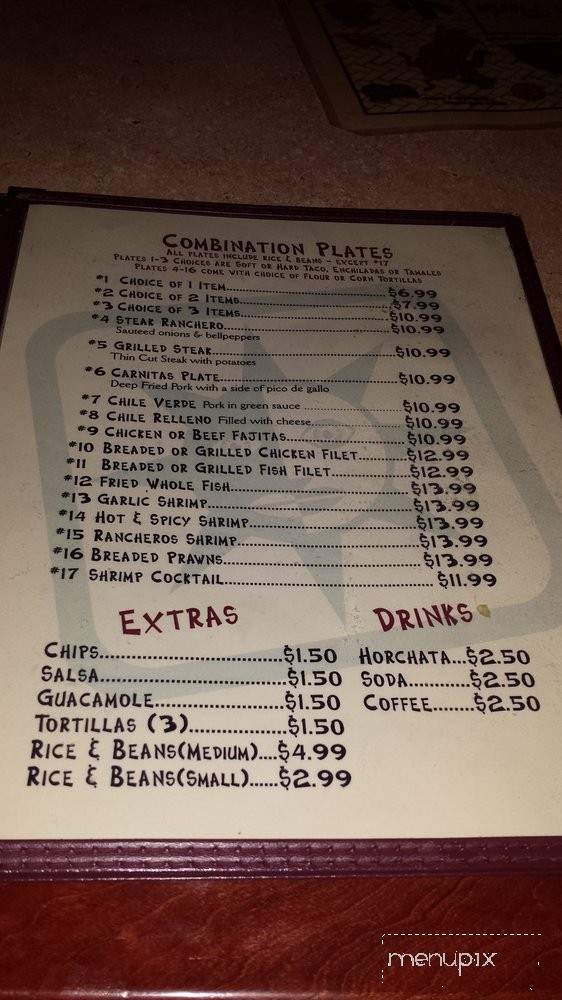 COMBINATION PLATES
ALL PLATES INCLUDE RICE & BEANS - EXCEPT #17
PLATES 1-3 CHOICES ARE SOFT OR HARD TACO, ENCHILADAS OR TAMALES
PLATES 4-16 COME WITH CHOICE OF FLOUR OR CORN TORTILLAS
#1 CHOICE OF 1 ITEM $6.99
#2 CHOICE OF 2 ITEMS $7.99
#3 CHOICE OF 3 ITEMS $10.99
#4 STEAK RANCHERO $10.99
Sauteed onions & bellpeppers
#5 GRILLED STEAK $10.99
Thin Cut Steak with potatoes
#6 CARNITAS PLATE $10.99
Deep Fried Pork with a side of pico de gallo
#7 CHILE VERDE Pork in green sauce $10.99
#8 CHILE RELLENO Filled with cheese $10.99
#9 CHICKEN OR BEEF FAJITAS $10.99
#10 BREADED OR GRILLED CHICKEN FILET $12.99
#11 BREADED OR GRILLED FISH FILET $12.99
#12 FRIED WHOLE FISH $13.99
#13 GARLIC SHRIMP $13.99
#14 HOT & SPICY SHRIMP $13.99
#15 RANCHEROS SHRIMP $13.99
#16 BREADED PRAWNS $13.99
#17 SHRIMP COCKTAIL $11.99
EXTRAS
CHIPS $1.50
SALSA $1.50
GUACAMOLE $1.50
TORTILLAS (3) $1.50
RICE & BEANS(MEDIUM) $4.99
RICE & BEANS(SMALL) $2.99
DRINKS
HORCHATA $2.50
SODA $2.50
COFFEE $2.50
menupix